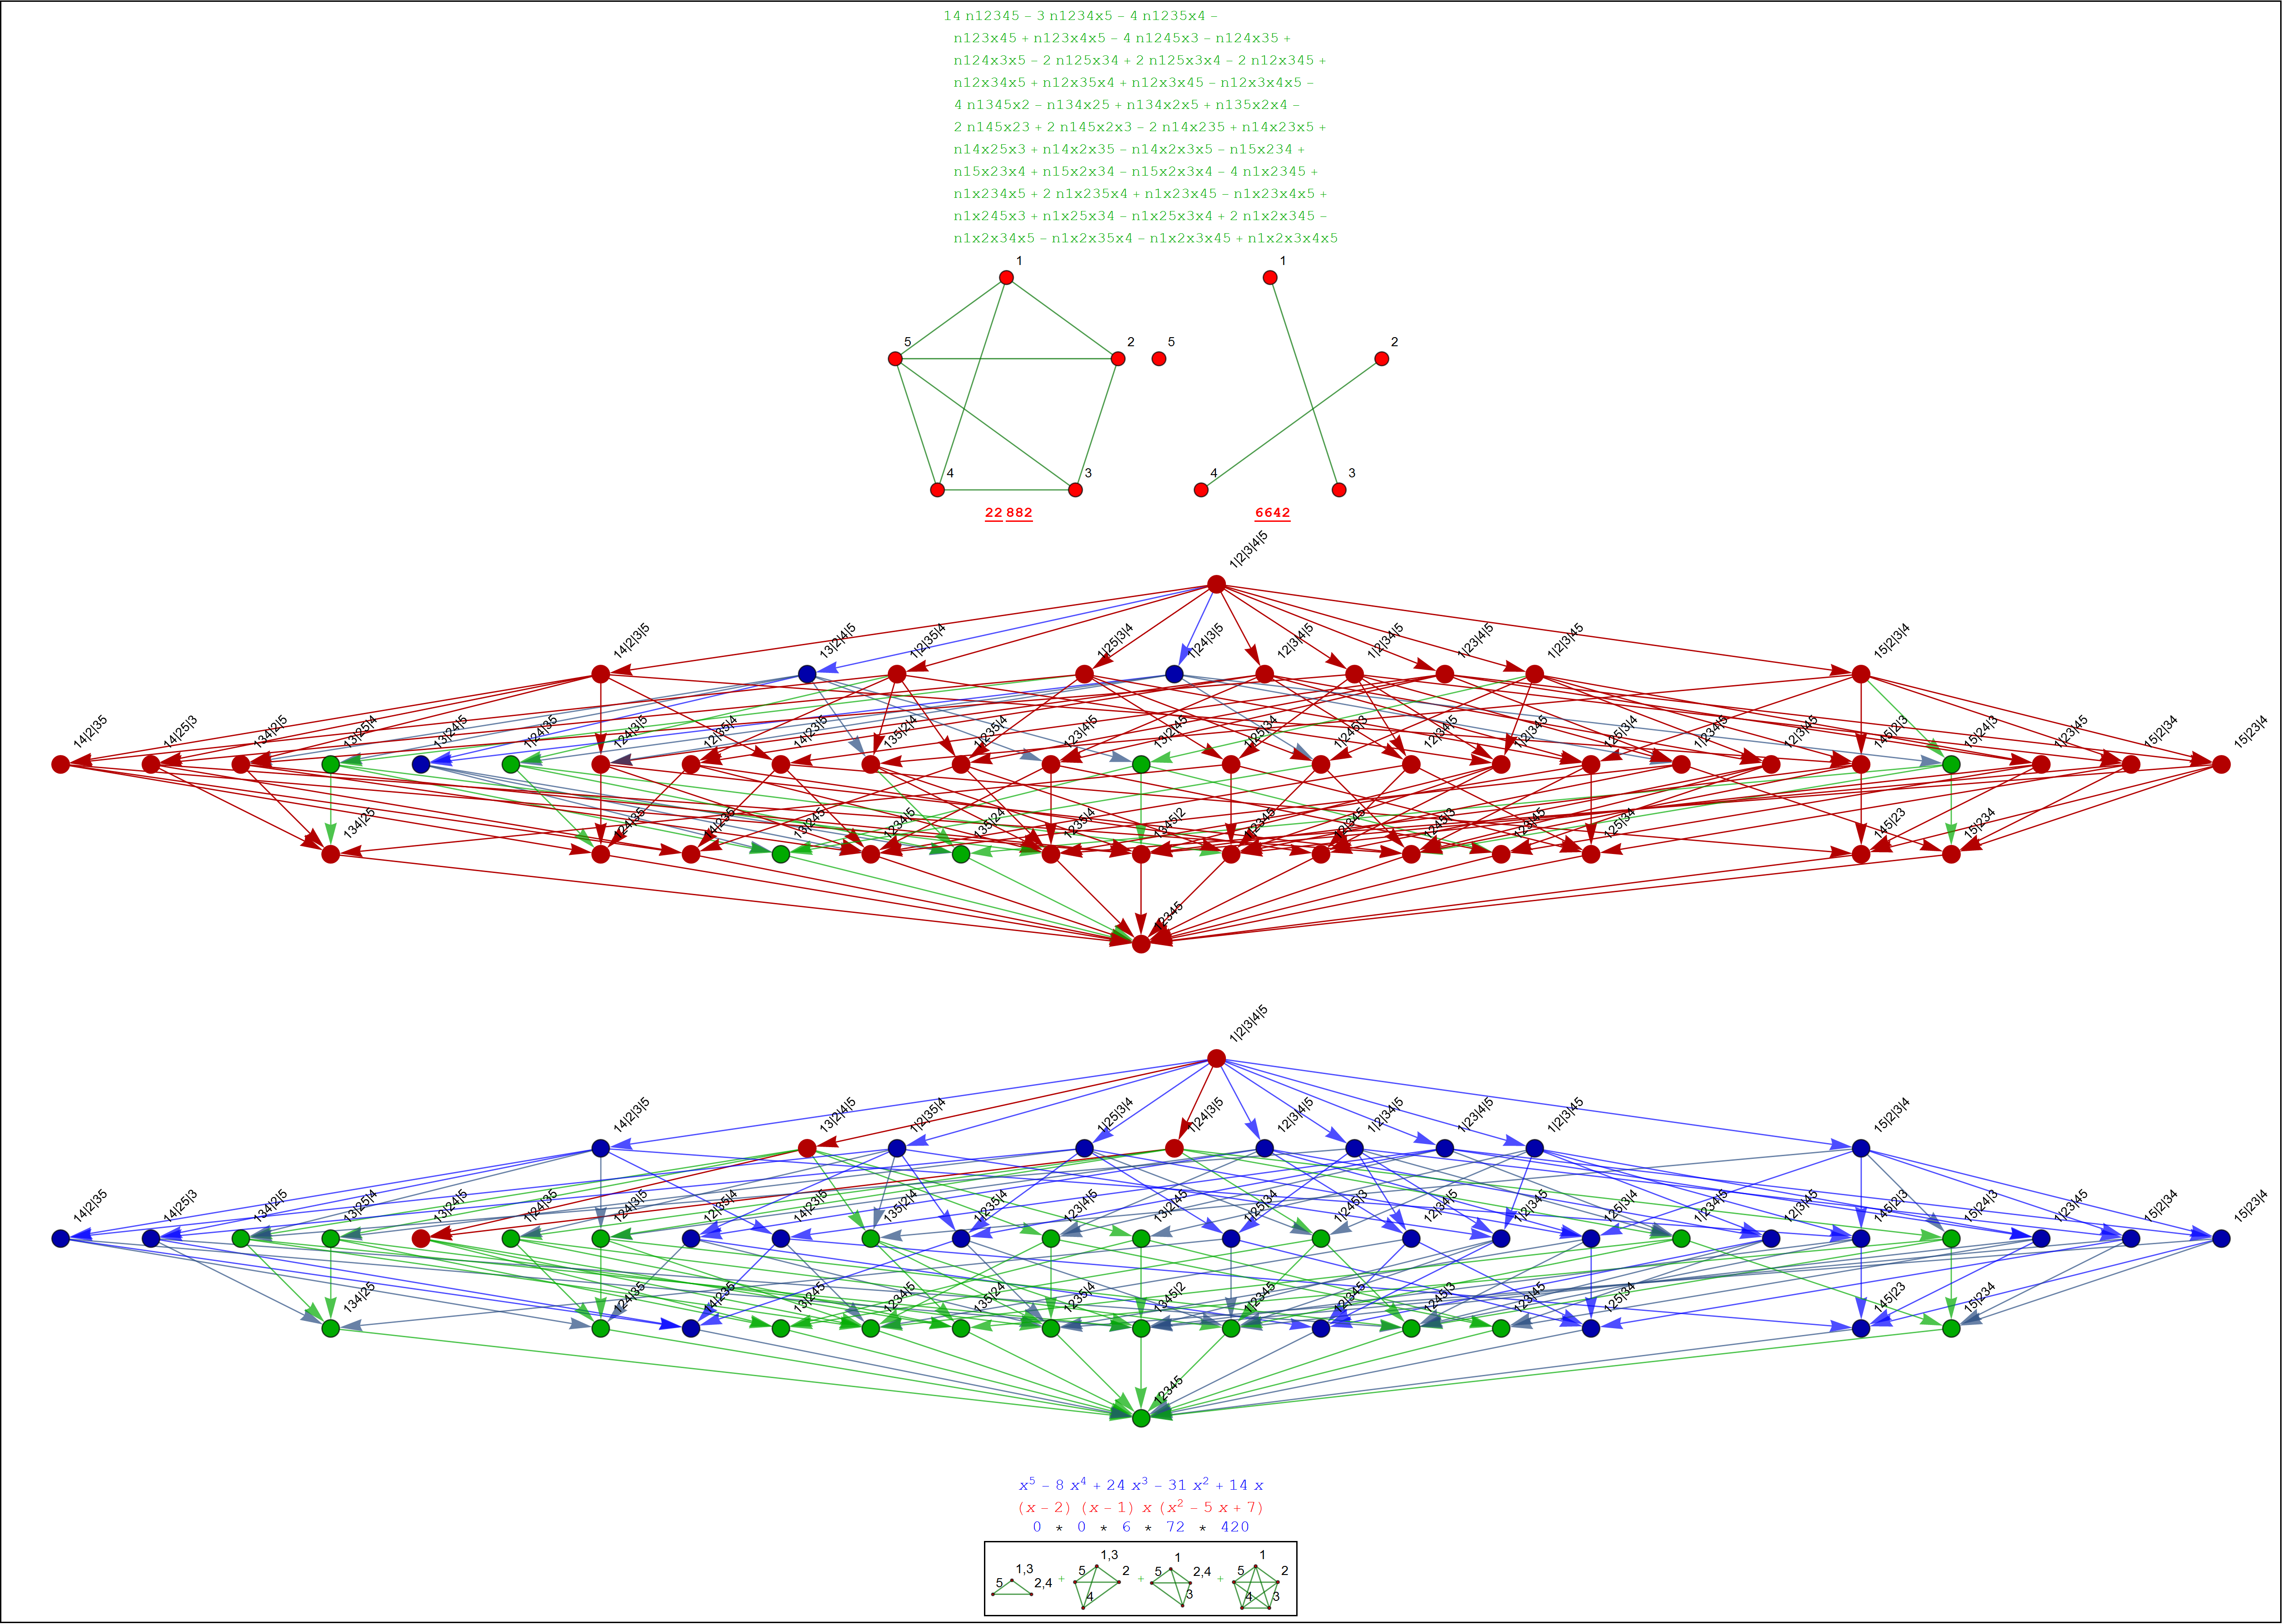 14 n12345 − 3 n1234x5 − 4 n1235x4 −
n123x45 + n123x4x5 − 4 n1245x3 − n124x35 +
n124x3x5 − 2 n125x34 + 2 n125x3x4 − 2 n12x345 +
n12x34x5 + n12x35x4 + n12x3x45 − n12x3x4x5 −
4 n1345x2 − n134x25 + n134x2x5 + n135x2x4 −
2 n145x23 + 2 n145x2x3 − 2 n14x235 + n14x23x5 +
n14x25x3 + n14x2x35 − n14x2x3x5 − n15x234 +
n15x23x4 + n15x2x34 − n15x2x3x4 − 4 n1x2345 +
n1x234x5 + 2 n1x235x4 + n1x23x45 − n1x23x4x5 +
n1x245x3 + n1x25x34 − n1x25x3x4 + 2 n1x2x345 −
n1x2x34x5 − n1x2x35x4 − n1x2x3x45 + n1x2x3x4x5
1 1
5 2 5 2
4 3 4 3
22 882 6642
1|2|3|4|5
14|2|3|5 13|2|4|5 1|2|35|4 1|25|3|4 1|24|3|5 12|3|4|5 1|2|34|5 1|23|4|5 1|2|3|45 15|2|3|4
14|2|35 14|25|3 134|2|5 13|25|4 13|24|5 1|24|35 124|3|5 12|35|4 14|23|5 135|2|4 1|235|4 123|4|5 13|2|45 1|25|34 1|245|3 12|34|5 1|2|345 125|3|4 1|234|5 12|3|45 145|2|3 15|24|3 1|23|45 15|2|34 15|23|4
134|25 124|35 14|235 13|245 1234|5 135|24 1235|4 1345|2 1|2345 12|345 1245|3 123|45 125|34 145|23 15|234
12345
1|2|3|4|5
14|2|3|5 13|2|4|5 1|2|35|4 1|25|3|4 1|24|3|5 12|3|4|5 1|2|34|5 1|23|4|5 1|2|3|45 15|2|3|4
14|2|35 14|25|3 134|2|5 13|25|4 13|24|5 1|24|35 124|3|5 12|35|4 14|23|5 135|2|4 1|235|4 123|4|5 13|2|45 1|25|34 1|245|3 12|34|5 1|2|345 125|3|4 1|234|5 12|3|45 145|2|3 15|24|3 1|23|45 15|2|34 15|23|4
134|25 124|35 14|235 13|245 1234|5 135|24 1235|4 1345|2 1|2345 12|345 1245|3 123|45 125|34 145|23 15|234
12345
x⁵ − 8 x⁴ + 24 x³ − 31 x² + 14 x
(x − 2) (x − 1) x (x² − 5 x + 7)
0 * 0 * 6 * 72 * 420
5 1,3 2,4 + 5 1,3 2 4 + 5 1 2,4 3 + 5 1 2 4 3